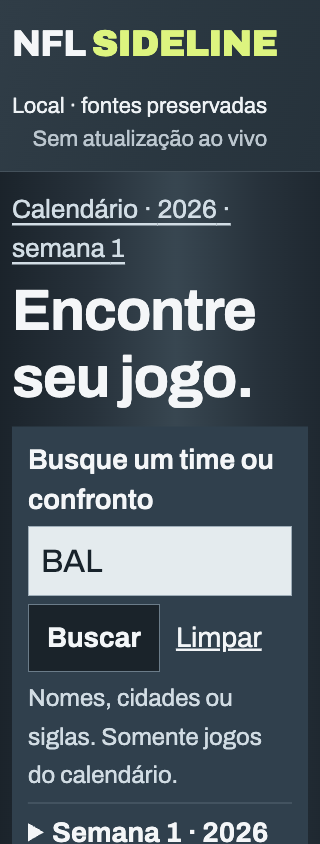 NFL SIDELINE
Local · fontes preservadas
Sem atualização ao vivo
Calendário · 2026 ·
semana 1
Encontre
seu jogo.
Busque um time ou
confronto
BAL
Buscar Limpar
Nomes, cidades ou
siglas. Somente jogos
do calendário.
▶ Semana 1 · 2026